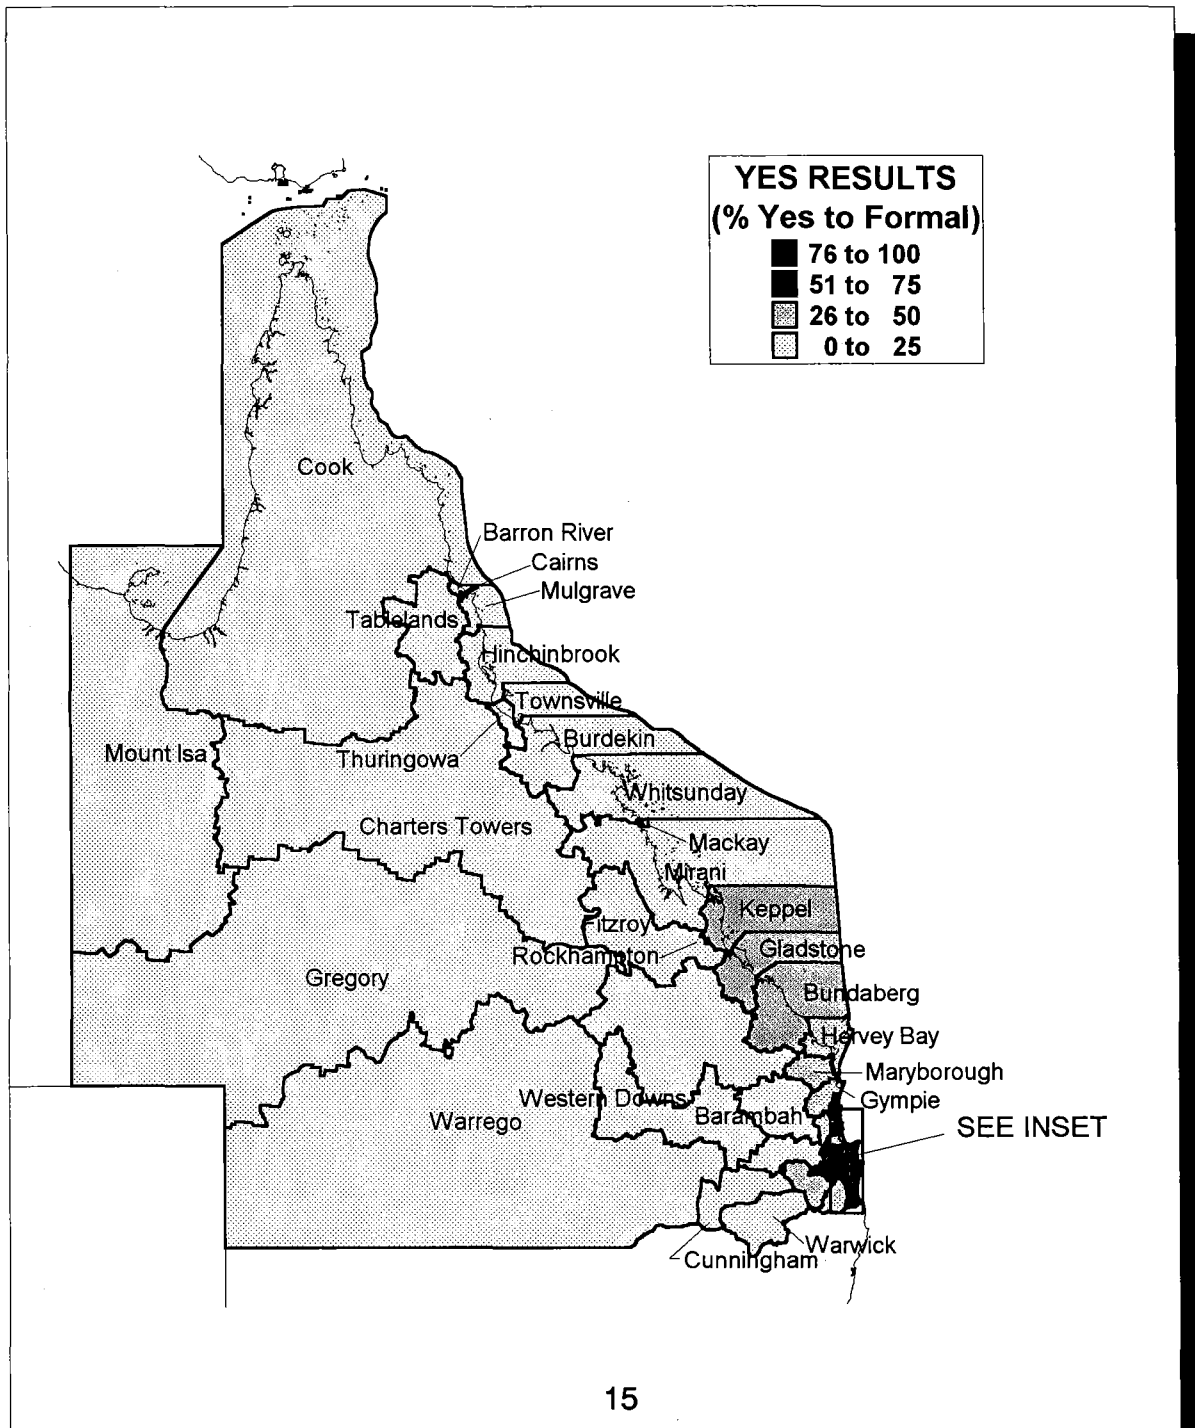 YES RESULTS
(% Yes to Formal)
76 to 100
51 to 75
26 to 50
0 to 25
Cook
Barron River
Cairns
Mulgrave
Tablelands
Hinchinbrook
Townsville
Burdekin
Mount Isa
Thuringowa
Whitsunday
Charters Towers
Mackay
Mirani
Keppel
Fitzroy
Gladstone
Rockhampton
Gregory
Bundaberg
Hervey Bay
Maryborough
Western Downs
Gympie
Barambah
Warrego
SEE INSET
Warwick
Cunningham
15